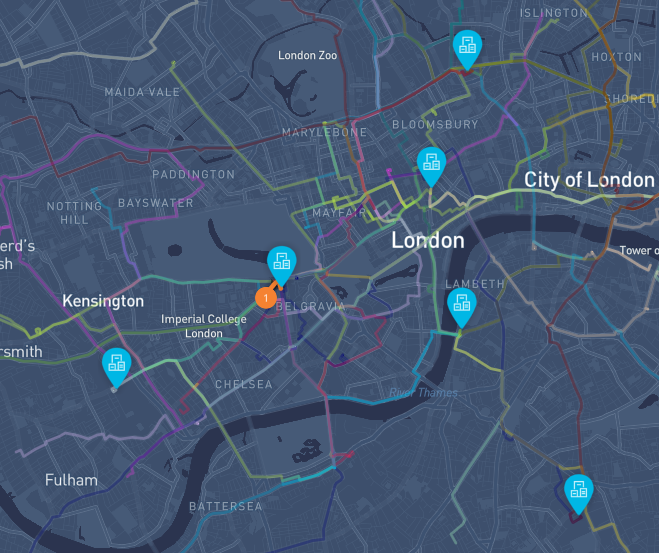 ISLINGTON
London Zoo
HOXTON
MAIDA VALE
SHORED
BLOOMSBURY
MARYLEBONE
PADDINGTON
City of London
BAYSWATER
NOTTING
HILL
MAYFAIR
London
erd's
sh
Tower o
LAMBETH
Kensington
1
BELGRAVIA
Imperial College
London
rsmith
CHELSEA
River Thames
Fulham
BATTERSEA